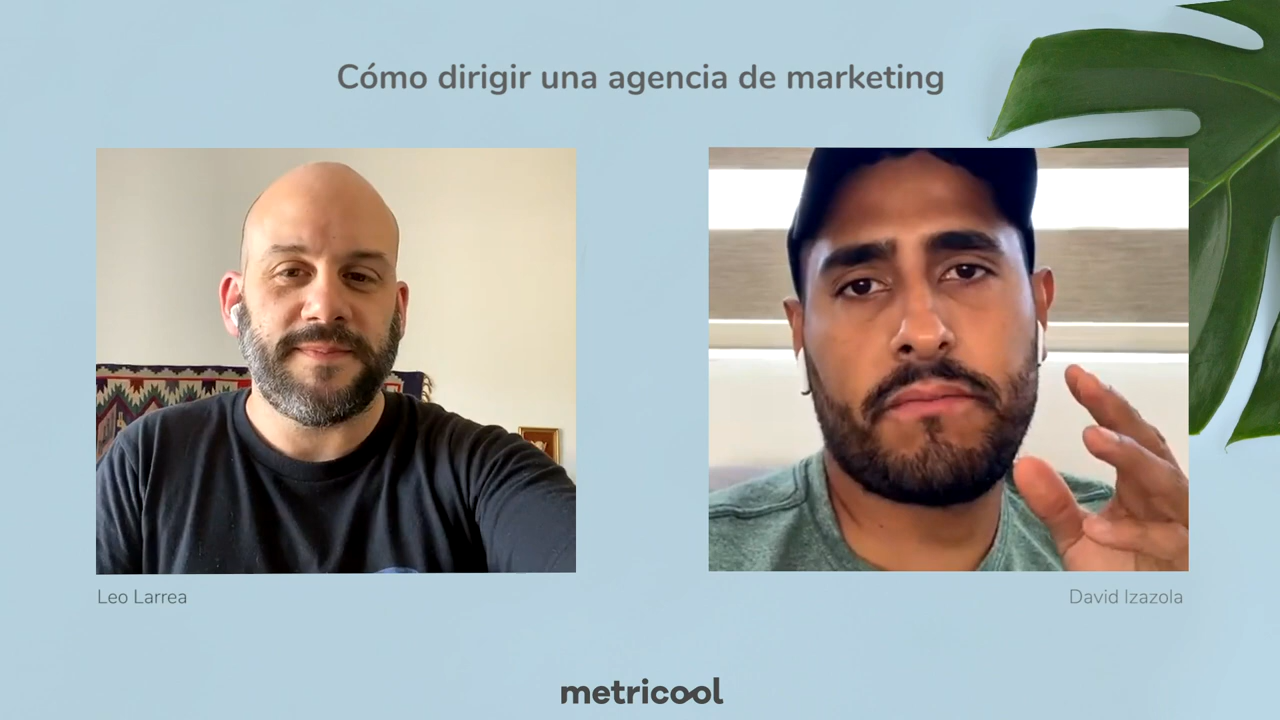 Cómo dirigir una agencia de marketing
Leo Larrea
David Izazola
metricool